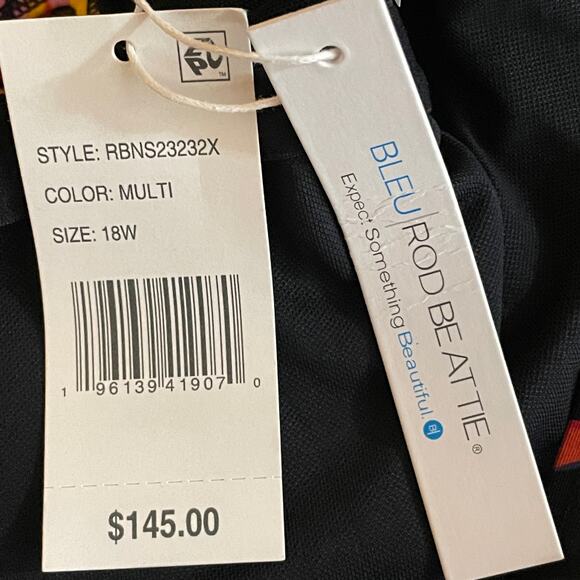 STYLE: RBNS23232X
COLOR: MULTI
SIZE: 18W
1 96139 41907 0
$145.00
BLEU|ROD BEATTIE®
Expect Something Beautiful. B|